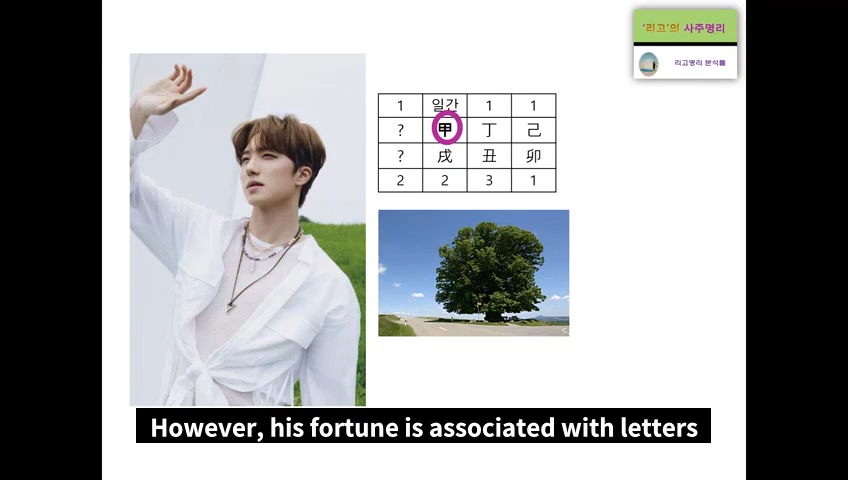 '리고'의 사주명리
리고명리 분석틀
1 일간 1 1
? 甲 丁 己
? 戌 丑 卯
2 2 3 1
However, his fortune is associated with letters